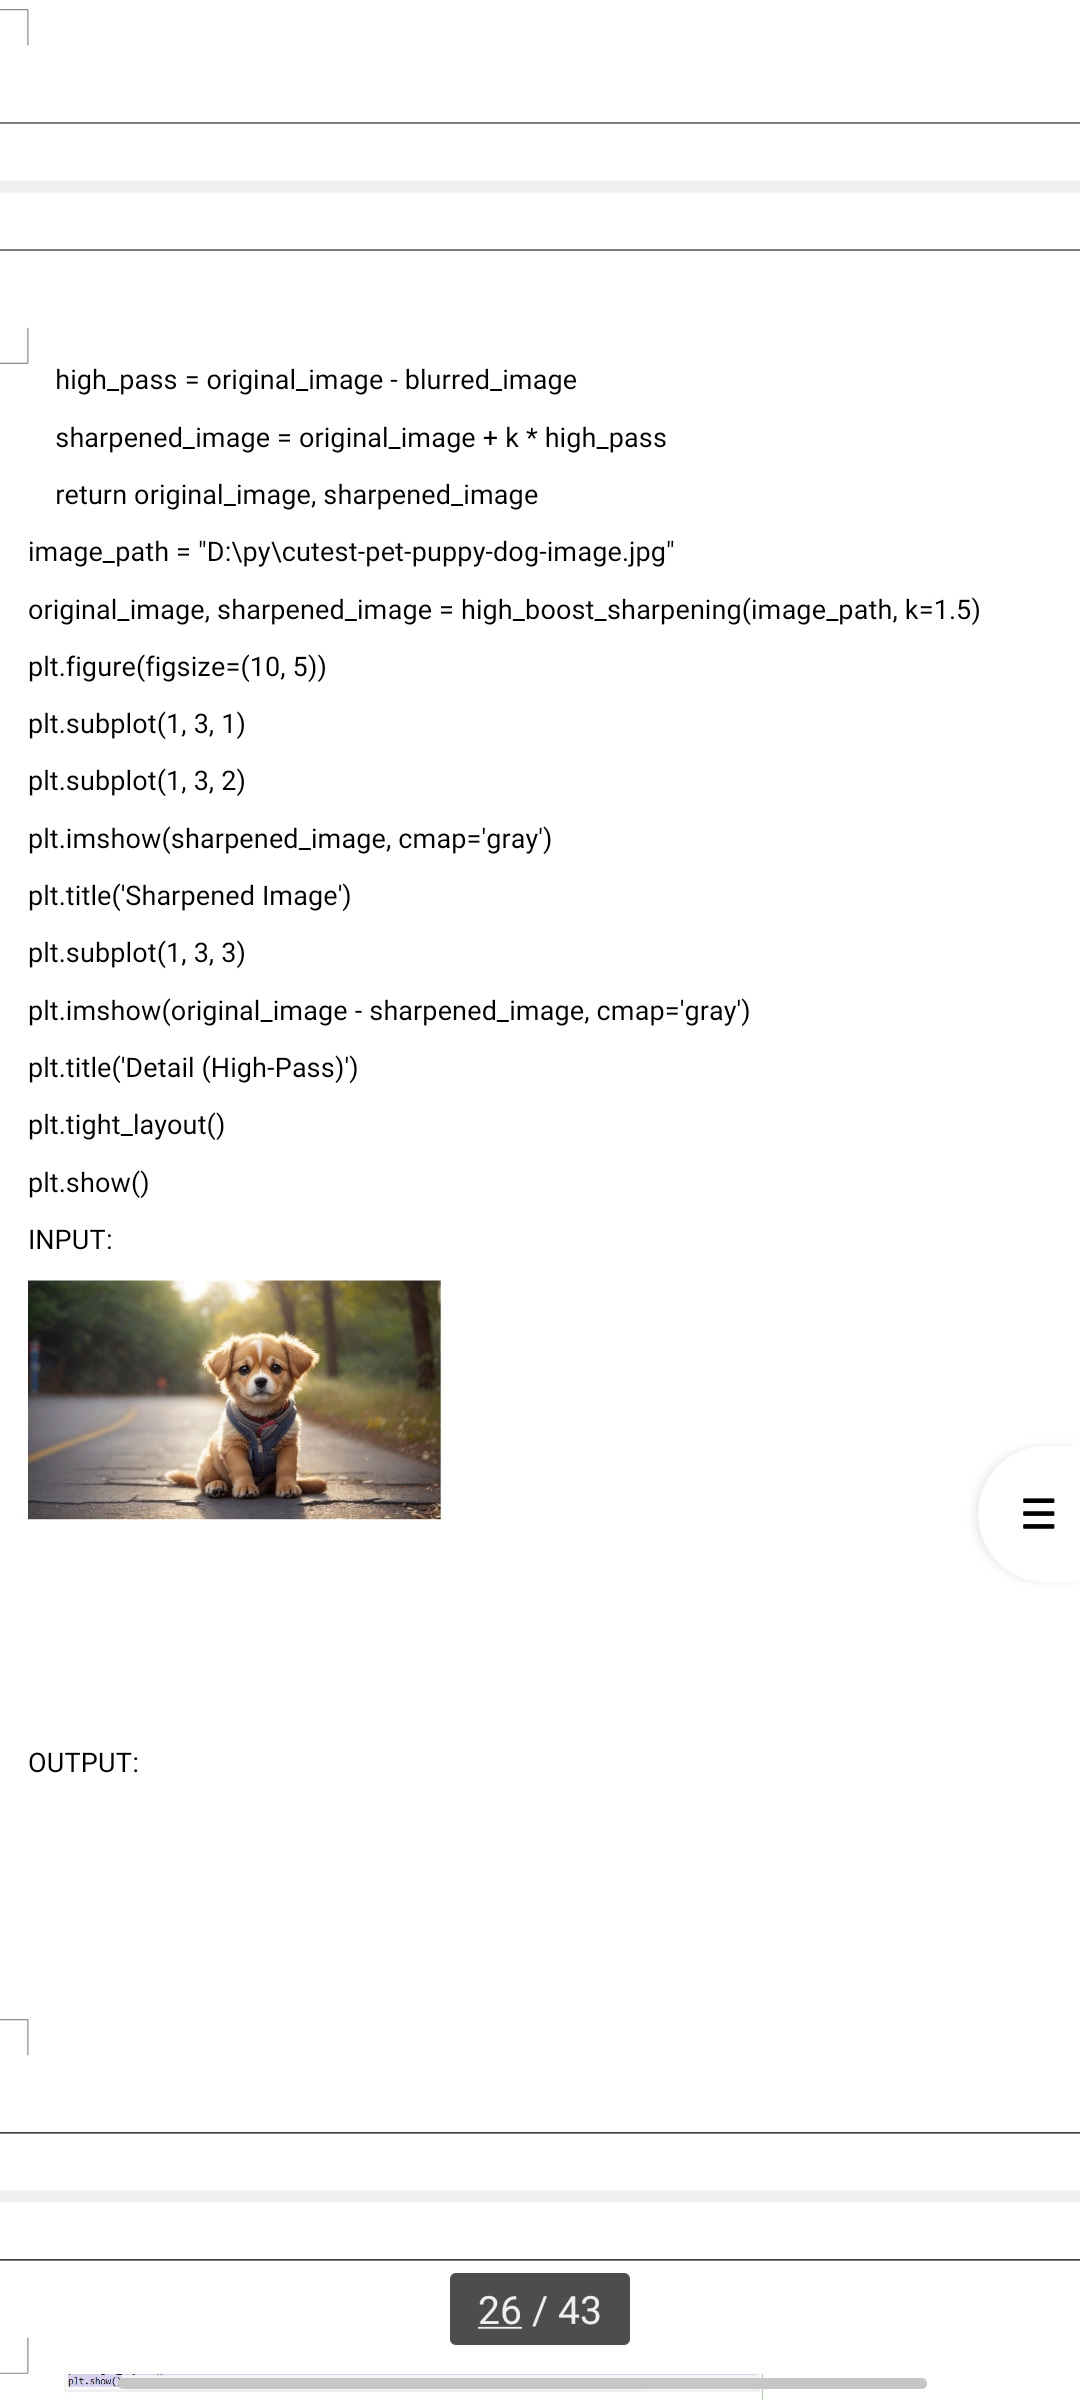 high_pass = original_image - blurred_image
sharpened_image = original_image + k * high_pass
return original_image, sharpened_image
image_path = "D:\py\cutest-pet-puppy-dog-image.jpg"
original_image, sharpened_image = high_boost_sharpening(image_path, k=1.5)
plt.figure(figsize=(10, 5))
plt.subplot(1, 3, 1)
plt.subplot(1, 3, 2)
plt.imshow(sharpened_image, cmap='gray')
plt.title('Sharpened Image')
plt.subplot(1, 3, 3)
plt.imshow(original_image - sharpened_image, cmap='gray')
plt.title('Detail (High-Pass)')
plt.tight_layout()
plt.show()
INPUT:
OUTPUT:
26 / 43
plt.show()